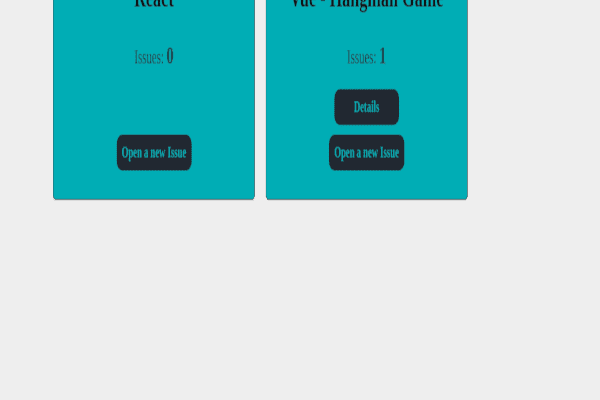 React
Issues: 0
Open a new Issue
Vue - Hangman Game
Issues: 1
Details
Open a new Issue